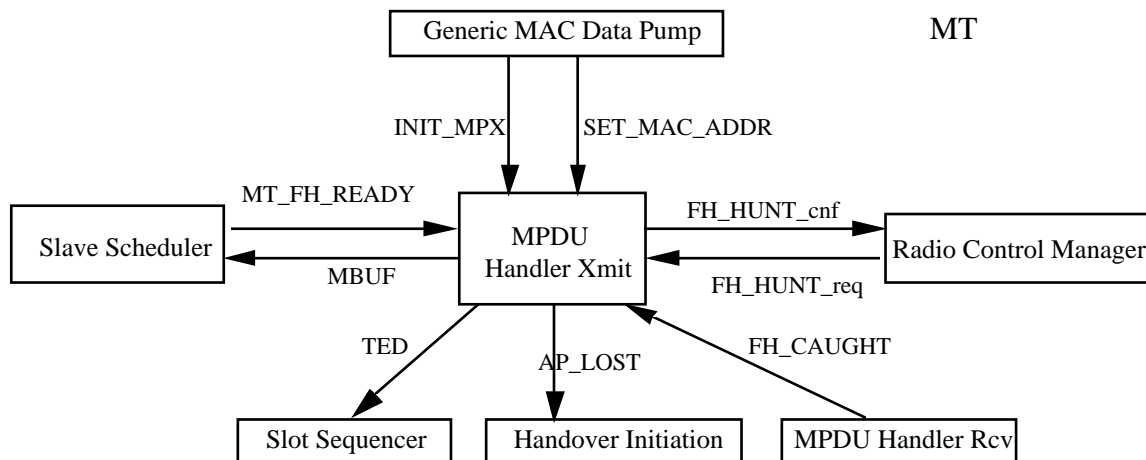 Generic MAC Data Pump
MT
INIT_MPX
SET_MAC_ADDR
MT_FH_READY
FH_HUNT_cnf
Slave Scheduler
MPDU
Handler Xmit
Radio Control Manager
MBUF
FH_HUNT_req
TED
AP_LOST
FH_CAUGHT
Slot Sequencer
Handover Initiation
MPDU Handler Rcv